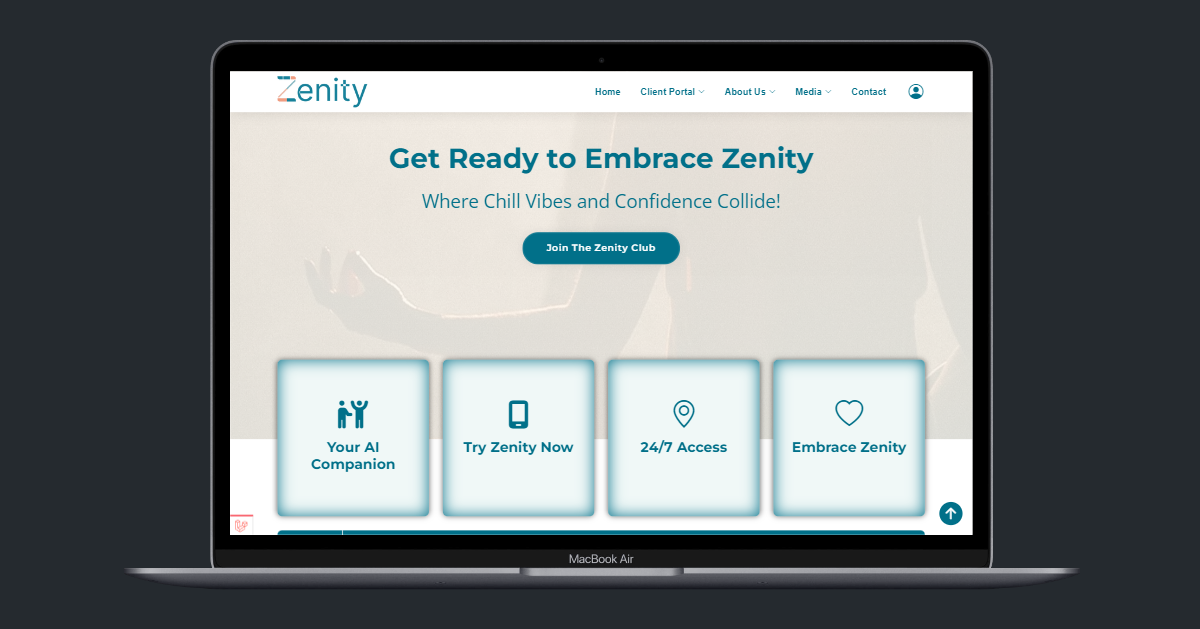 Zenity
Home Client Portal About Us Media Contact
Get Ready to Embrace Zenity
Where Chill Vibes and Confidence Collide!
Join The Zenity Club
Your AI
Companion
Try Zenity Now
24/7 Access
Embrace Zenity
MacBook Air